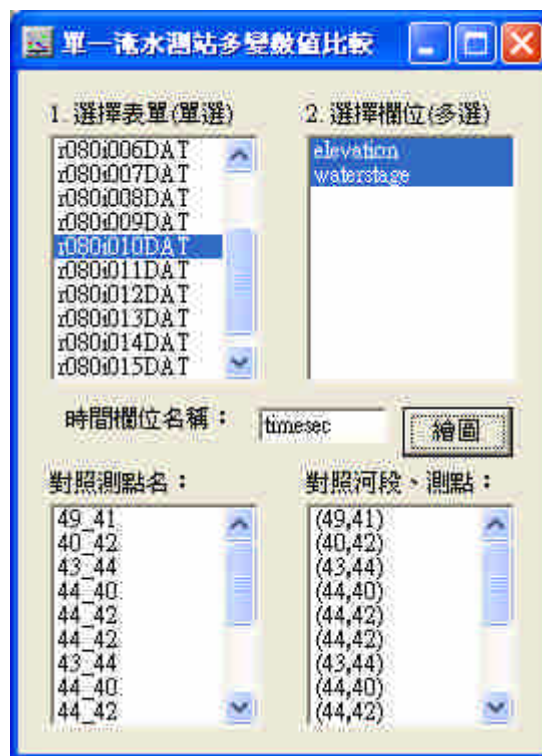 單一淹水測站多變數值比較
1. 選擇表單(單選)
2. 選擇欄位(多選)
r080i006DAT
r080i007DAT
r080i008DAT
r080i009DAT
r080i010DAT
r080i011DAT
r080i012DAT
r080i013DAT
r080i014DAT
r080i015DAT
elevation
waterstage
時間欄位名稱：
timesec
繪圖
對照測點名：
49_41
40_42
43_44
44_40
44_42
44_42
43_44
44_40
44_42
對照河段、測點：
(49,41)
(40,42)
(43,44)
(44,40)
(44,42)
(44,42)
(43,44)
(44,40)
(44,42)